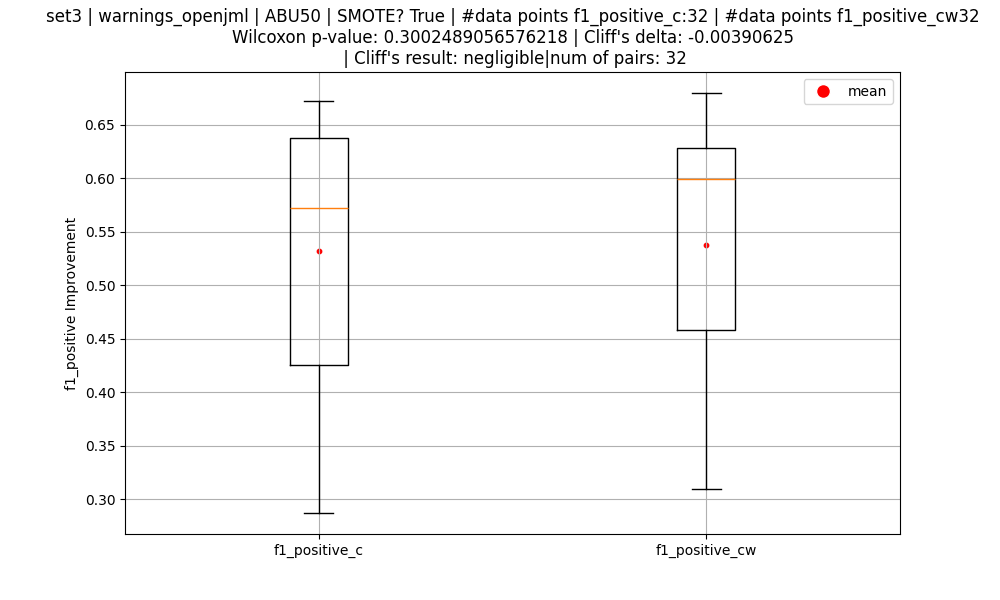 set3 | warnings_openjml | ABU50 | SMOTE? True | #data points f1_positive_c:32 | #data points f1_positive_cw32
Wilcoxon p-value: 0.3002489056576218 | Cliff's delta: -0.00390625
| Cliff's result: negligible|num of pairs: 32
mean
0.65
0.60
0.55
0.50
0.45
0.40
0.35
0.30
f1_positive Improvement
f1_positive_c
f1_positive_cw